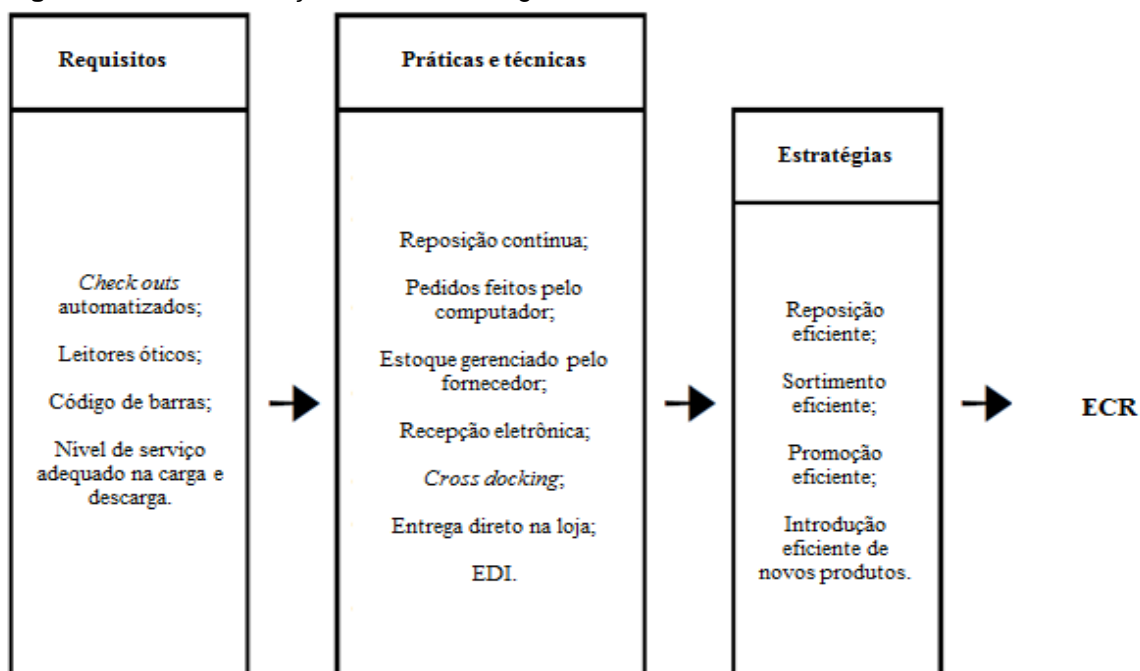 Requisitos
Check outs
automatizados;
Leitores óticos;
Código de barras;
Nível de serviço
adequado na carga e
descarga.
Práticas e técnicas
Reposição contínua;
Pedidos feitos pelo
computador;
Estoque gerenciado pelo
fornecedor;
Recepção eletrônica;
Cross docking;
Entrega direto na loja;
EDI.
Estratégias
Reposição
eficiente;
Sortimento
eficiente;
Promoção
eficiente;
Introdução
eficiente de
novos produtos.
ECR